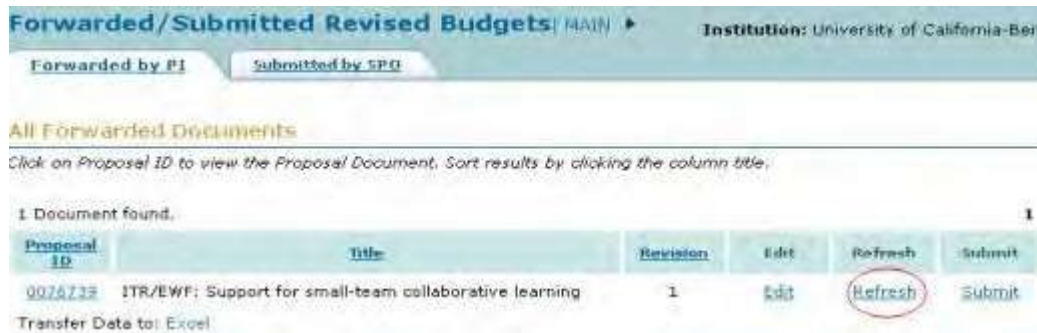 Forwarded/Submitted Revised Budgets| MAIN ▶ Institution: University of California-Ber
Forwarded by PI Submitted by SPO
All Forwarded Documents
Click on Proposal ID to view the Proposal Document. Sort results by clicking the column title.
1 Document found. 1
Proposal ID Title Revision Edit Refresh Submit
0076739 ITR/EWF: Support for small-team collaborative learning 1 Edit Refresh Submit
Transfer Data to: Excel